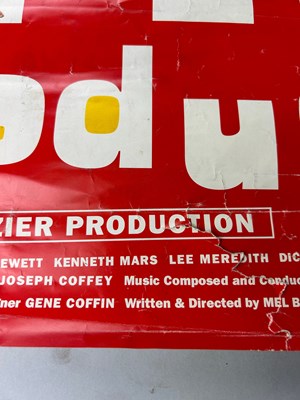 odu
ZIER PRODUCTION
EWETT KENNETH MARS LEE MEREDITH DIC
JOSEPH COFFEY Music Composed and Conduc
ner GENE COFFIN Written & Directed by MEL B